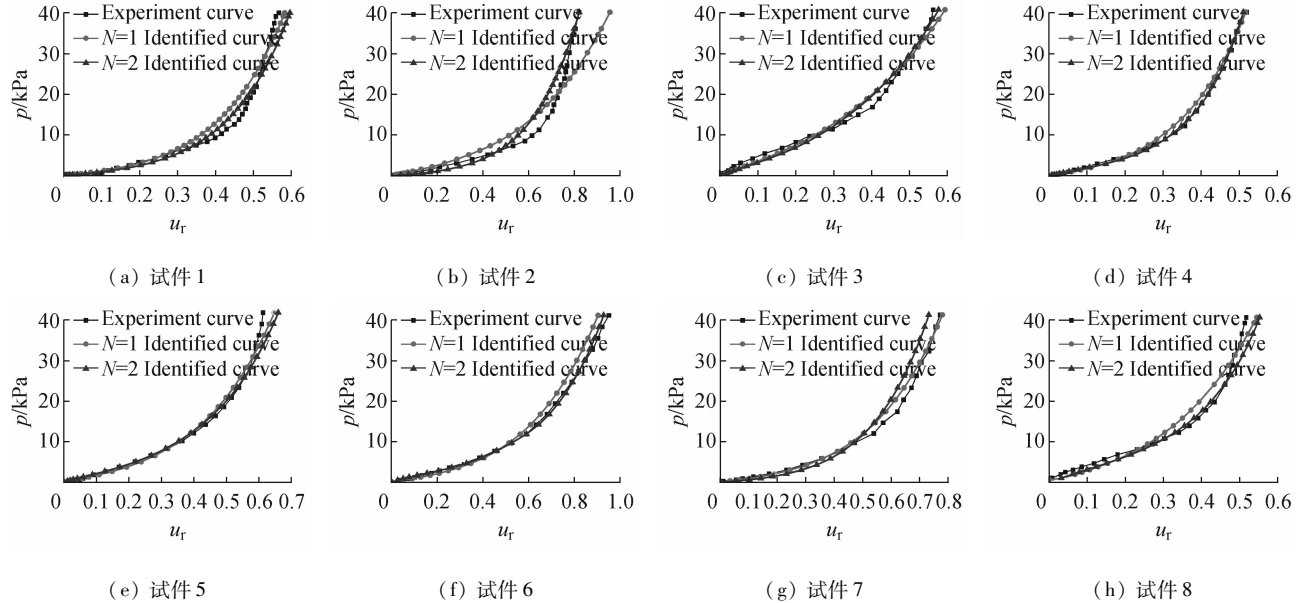 40
30
20
10
p/kPa
Experiment curve
N=1 Identified curve
N=2 Identified curve
0 0.1 0.2 0.3 0.4 0.5 0.6
u_r
(a) 试件1
40
30
20
10
p/kPa
Experiment curve
N=1 Identified curve
N=2 Identified curve
0 0.2 0.4 0.6 0.8 1.0
u_r
(b) 试件2
40
30
20
10
p/kPa
Experiment curve
N=1 Identified curve
N=2 Identified curve
0 0.1 0.2 0.3 0.4 0.5 0.6
u_r
(c) 试件3
40
30
20
10
p/kPa
Experiment curve
N=1 Identified curve
N=2 Identified curve
0 0.1 0.2 0.3 0.4 0.5 0.6
u_r
(d) 试件4
40
30
20
10
p/kPa
Experiment curve
N=1 Identified curve
N=2 Identified curve
0 0.1 0.2 0.3 0.4 0.5 0.6 0.7
u_r
(e) 试件5
40
30
20
10
p/kPa
Experiment curve
N=1 Identified curve
N=2 Identified curve
0 0.2 0.4 0.6 0.8 1.0
u_r
(f) 试件6
40
30
20
10
p/kPa
Experiment curve
N=1 Identified curve
N=2 Identified curve
0 0.1 0.2 0.3 0.4 0.5 0.6 0.7 0.8
u_r
(g) 试件7
40
30
20
10
p/kPa
Experiment curve
N=1 Identified curve
N=2 Identified curve
0 0.1 0.2 0.3 0.4 0.5 0.6
u_r
(h) 试件8